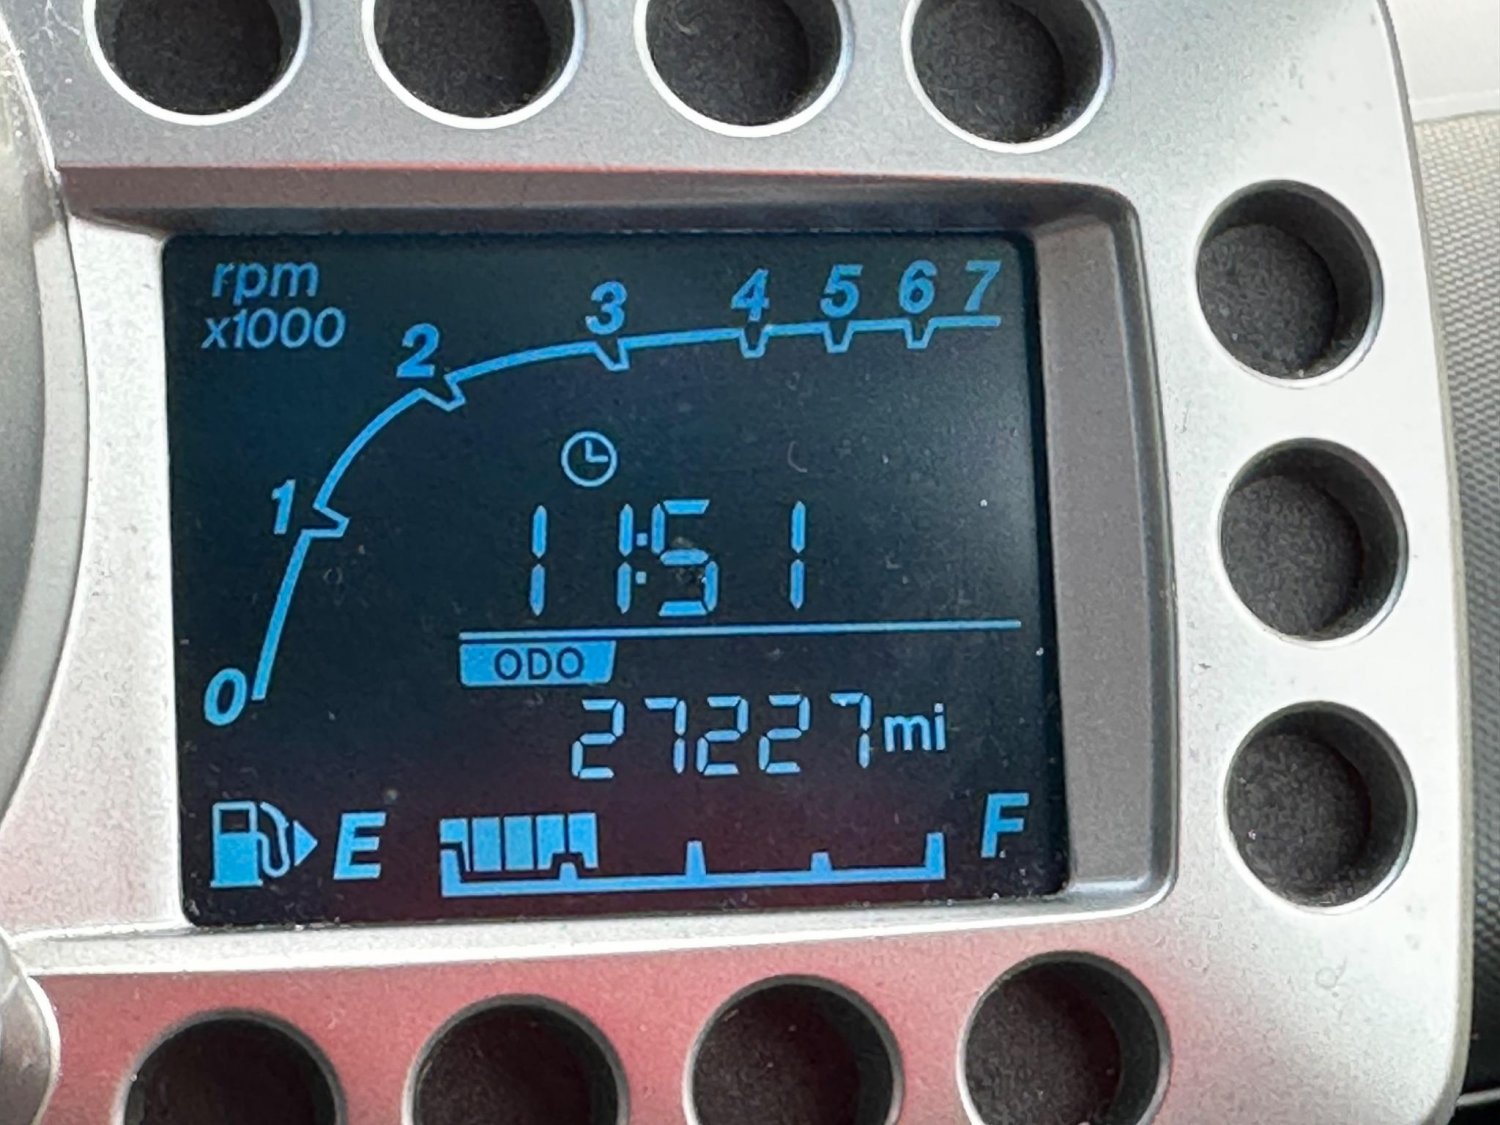 rpm
x1000
0 1 2 3 4 5 6 7
11:51
ODO
27227mi
E F